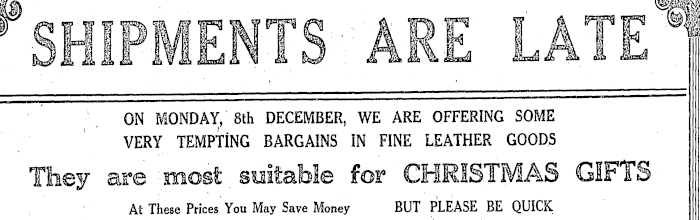 SHIPMENTS ARE LATE
ON MONDAY, 8th DECEMBER, WE ARE OFFERING SOME
VERY TEMPTING BARGAINS IN FINE LEATHER GOODS
They are most suitable for CHRISTMAS GIFTS
At These Prices You May Save Money BUT PLEASE BE QUICK